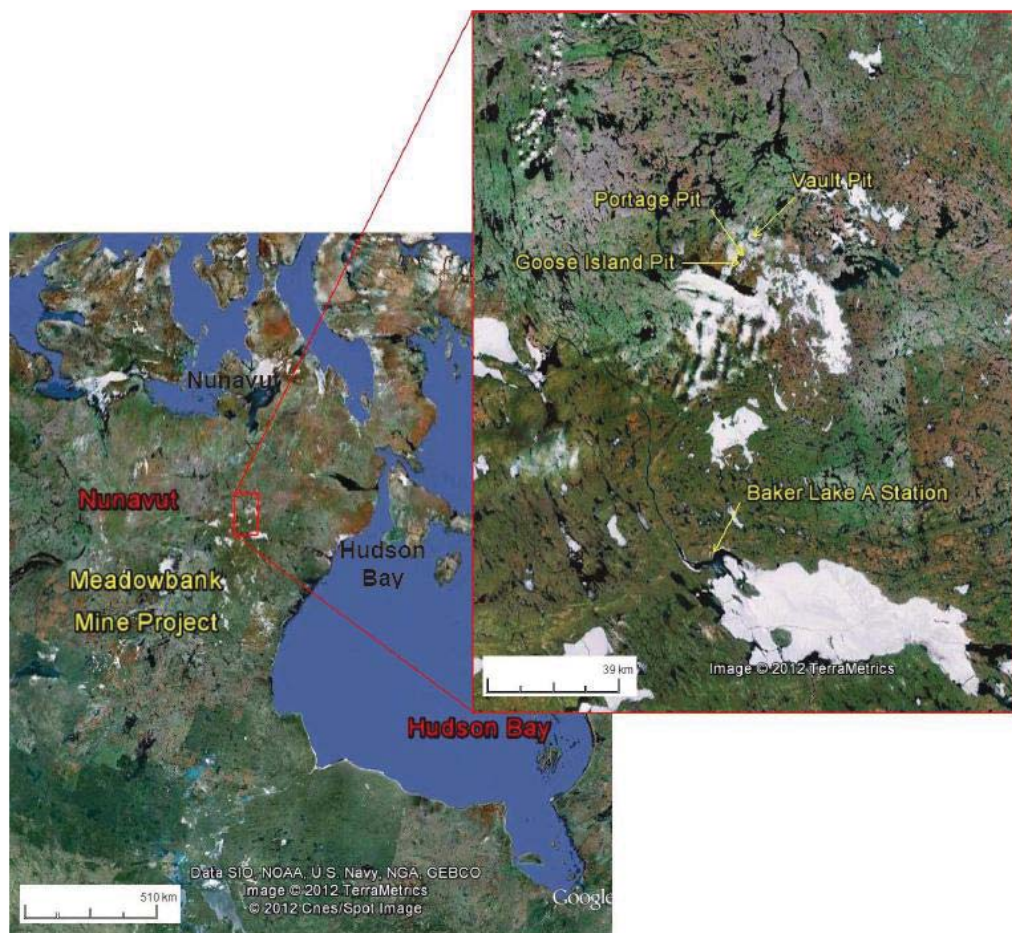 Vault Pit
Portage Pit
Goose Island Pit
Nunavut
Nunavut
Hudson
Bay
Meadowbank
Mine Project
Baker Lake A Station
39 km
Image © 2012 TerraMetrics
Hudson Bay
Data SIO, NOAA, U.S. Navy, NGA, GEBCO
Image © 2012 TerraMetrics
© 2012 Cnes/Spot Image
510 km
Google